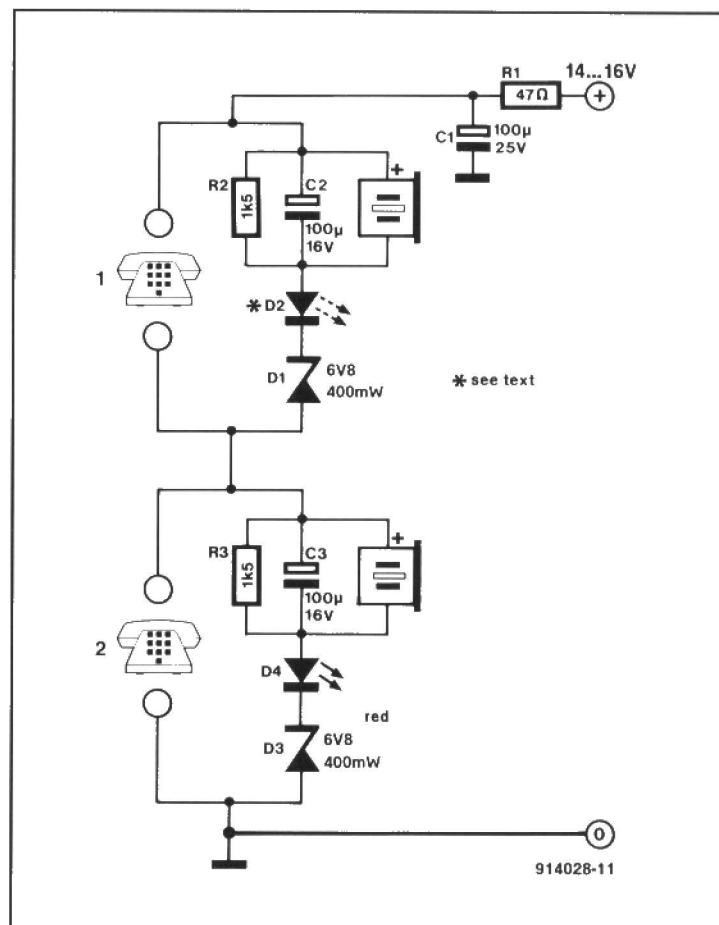 14...16V
R1
47Ω
+
C1
100µ
25V
R2
1k5
C2
100µ
16V
+
1
* D2
D1
6V8
400mW
* see text
R3
1k5
C3
100µ
16V
+
2
D4
red
D3
6V8
400mW
0
914028-11